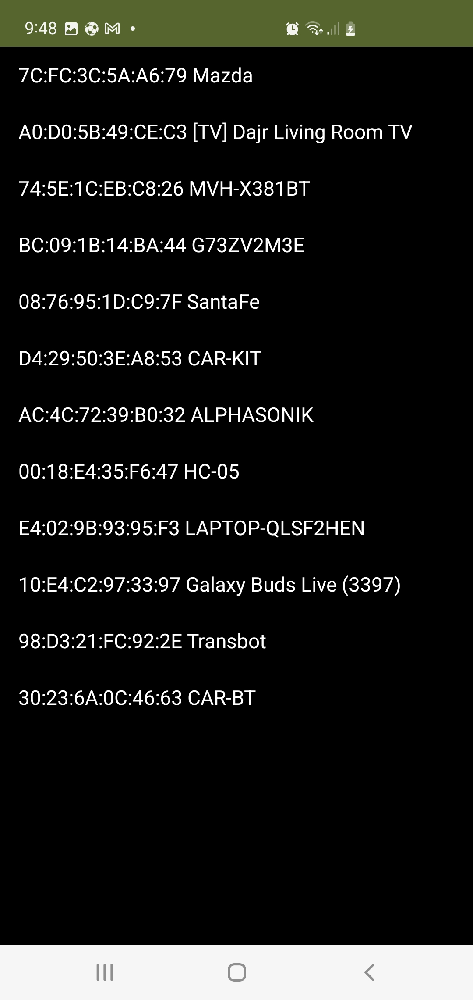 9:48
7C:FC:3C:5A:A6:79 Mazda
A0:D0:5B:49:CE:C3 [TV] Dajr Living Room TV
74:5E:1C:EB:C8:26 MVH-X381BT
BC:09:1B:14:BA:44 G73ZV2M3E
08:76:95:1D:C9:7F SantaFe
D4:29:50:3E:A8:53 CAR-KIT
AC:4C:72:39:B0:32 ALPHASONIK
00:18:E4:35:F6:47 HC-05
E4:02:9B:93:95:F3 LAPTOP-QLSF2HEN
10:E4:C2:97:33:97 Galaxy Buds Live (3397)
98:D3:21:FC:92:2E Transbot
30:23:6A:0C:46:63 CAR-BT